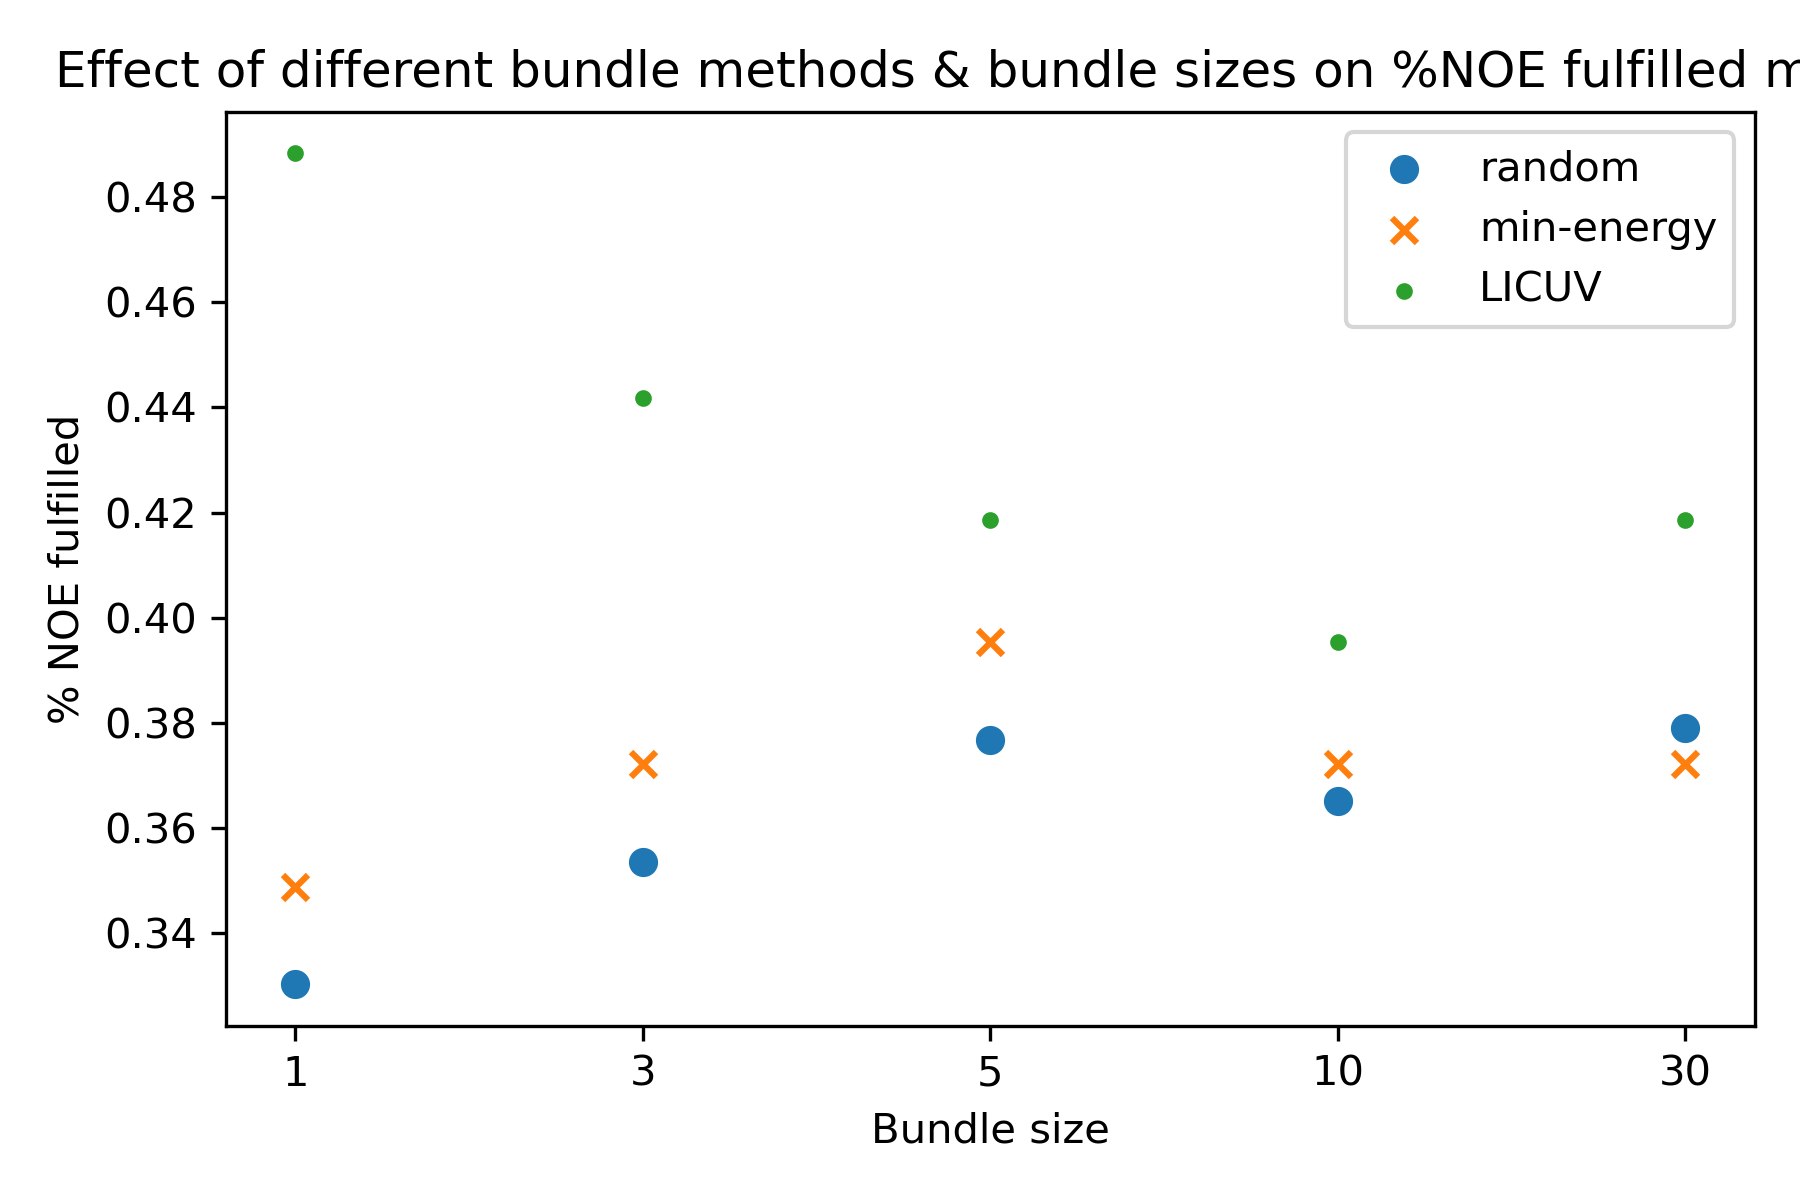 Effect of different bundle methods & bundle sizes on %NOE fulfilled
random
min-energy
LICUV
% NOE fulfilled
0.48
0.46
0.44
0.42
0.40
0.38
0.36
0.34
1 3 5 10 30
Bundle size